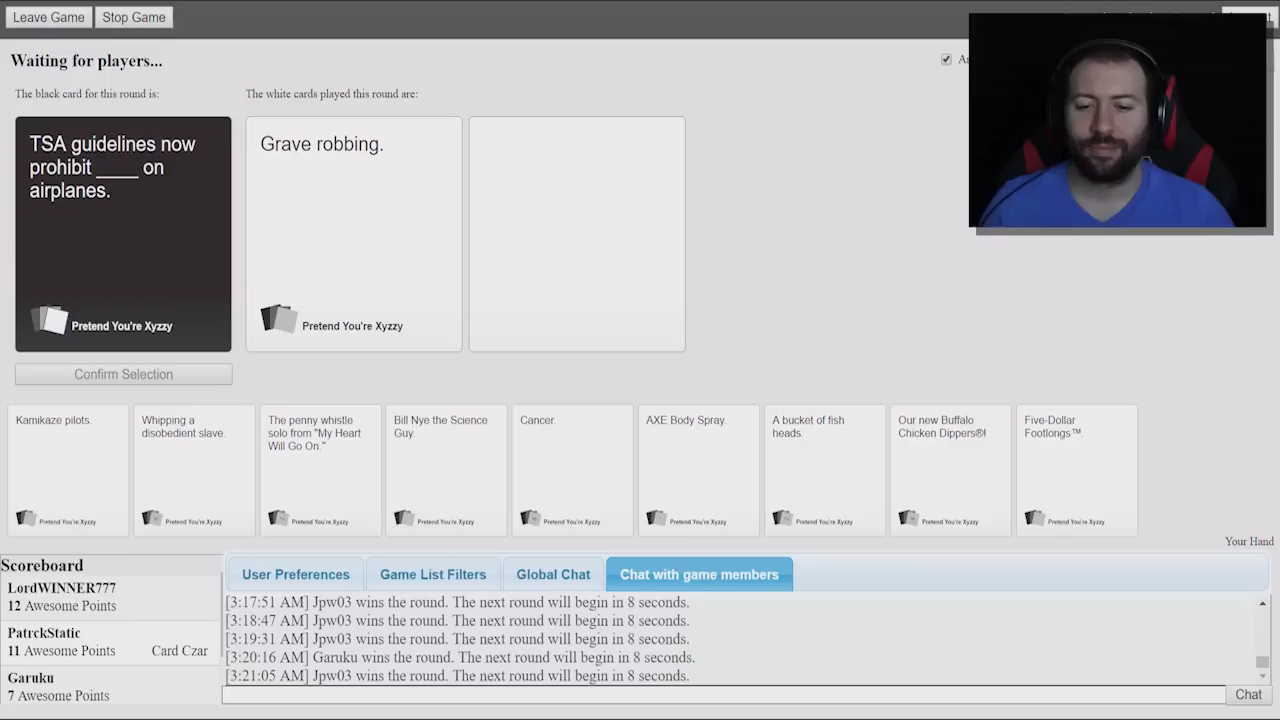 Leave Game
Stop Game
Waiting for players...
The black card for this round is:
The white cards played this round are:
TSA guidelines now
prohibit ____ on
airplanes.
Pretend You're Xyzzy
Grave robbing.
Pretend You're Xyzzy
Confirm Selection
Kamikaze pilots.
Pretend You're Xyzzy
Whipping a
disobedient slave.
Pretend You're Xyzzy
The penny whistle
solo from "My Heart
Will Go On."
Pretend You're Xyzzy
Bill Nye the Science
Guy.
Pretend You're Xyzzy
Cancer.
Pretend You're Xyzzy
AXE Body Spray.
Pretend You're Xyzzy
A bucket of fish
heads.
Pretend You're Xyzzy
Our new Buffalo
Chicken Dippers®!
Pretend You're Xyzzy
Five-Dollar
Footlongs™.
Pretend You're Xyzzy
Your Hand
Scoreboard
LordWINNER777
12 Awesome Points
PatrckStatic
11 Awesome Points Card Czar
Garuku
7 Awesome Points
User Preferences
Game List Filters
Global Chat
Chat with game members
[3:17:51 AM] Jpw03 wins the round. The next round will begin in 8 seconds.
[3:18:47 AM] Jpw03 wins the round. The next round will begin in 8 seconds.
[3:19:31 AM] Jpw03 wins the round. The next round will begin in 8 seconds.
[3:20:16 AM] Garuku wins the round. The next round will begin in 8 seconds.
[3:21:05 AM] Jpw03 wins the round. The next round will begin in 8 seconds.
Chat